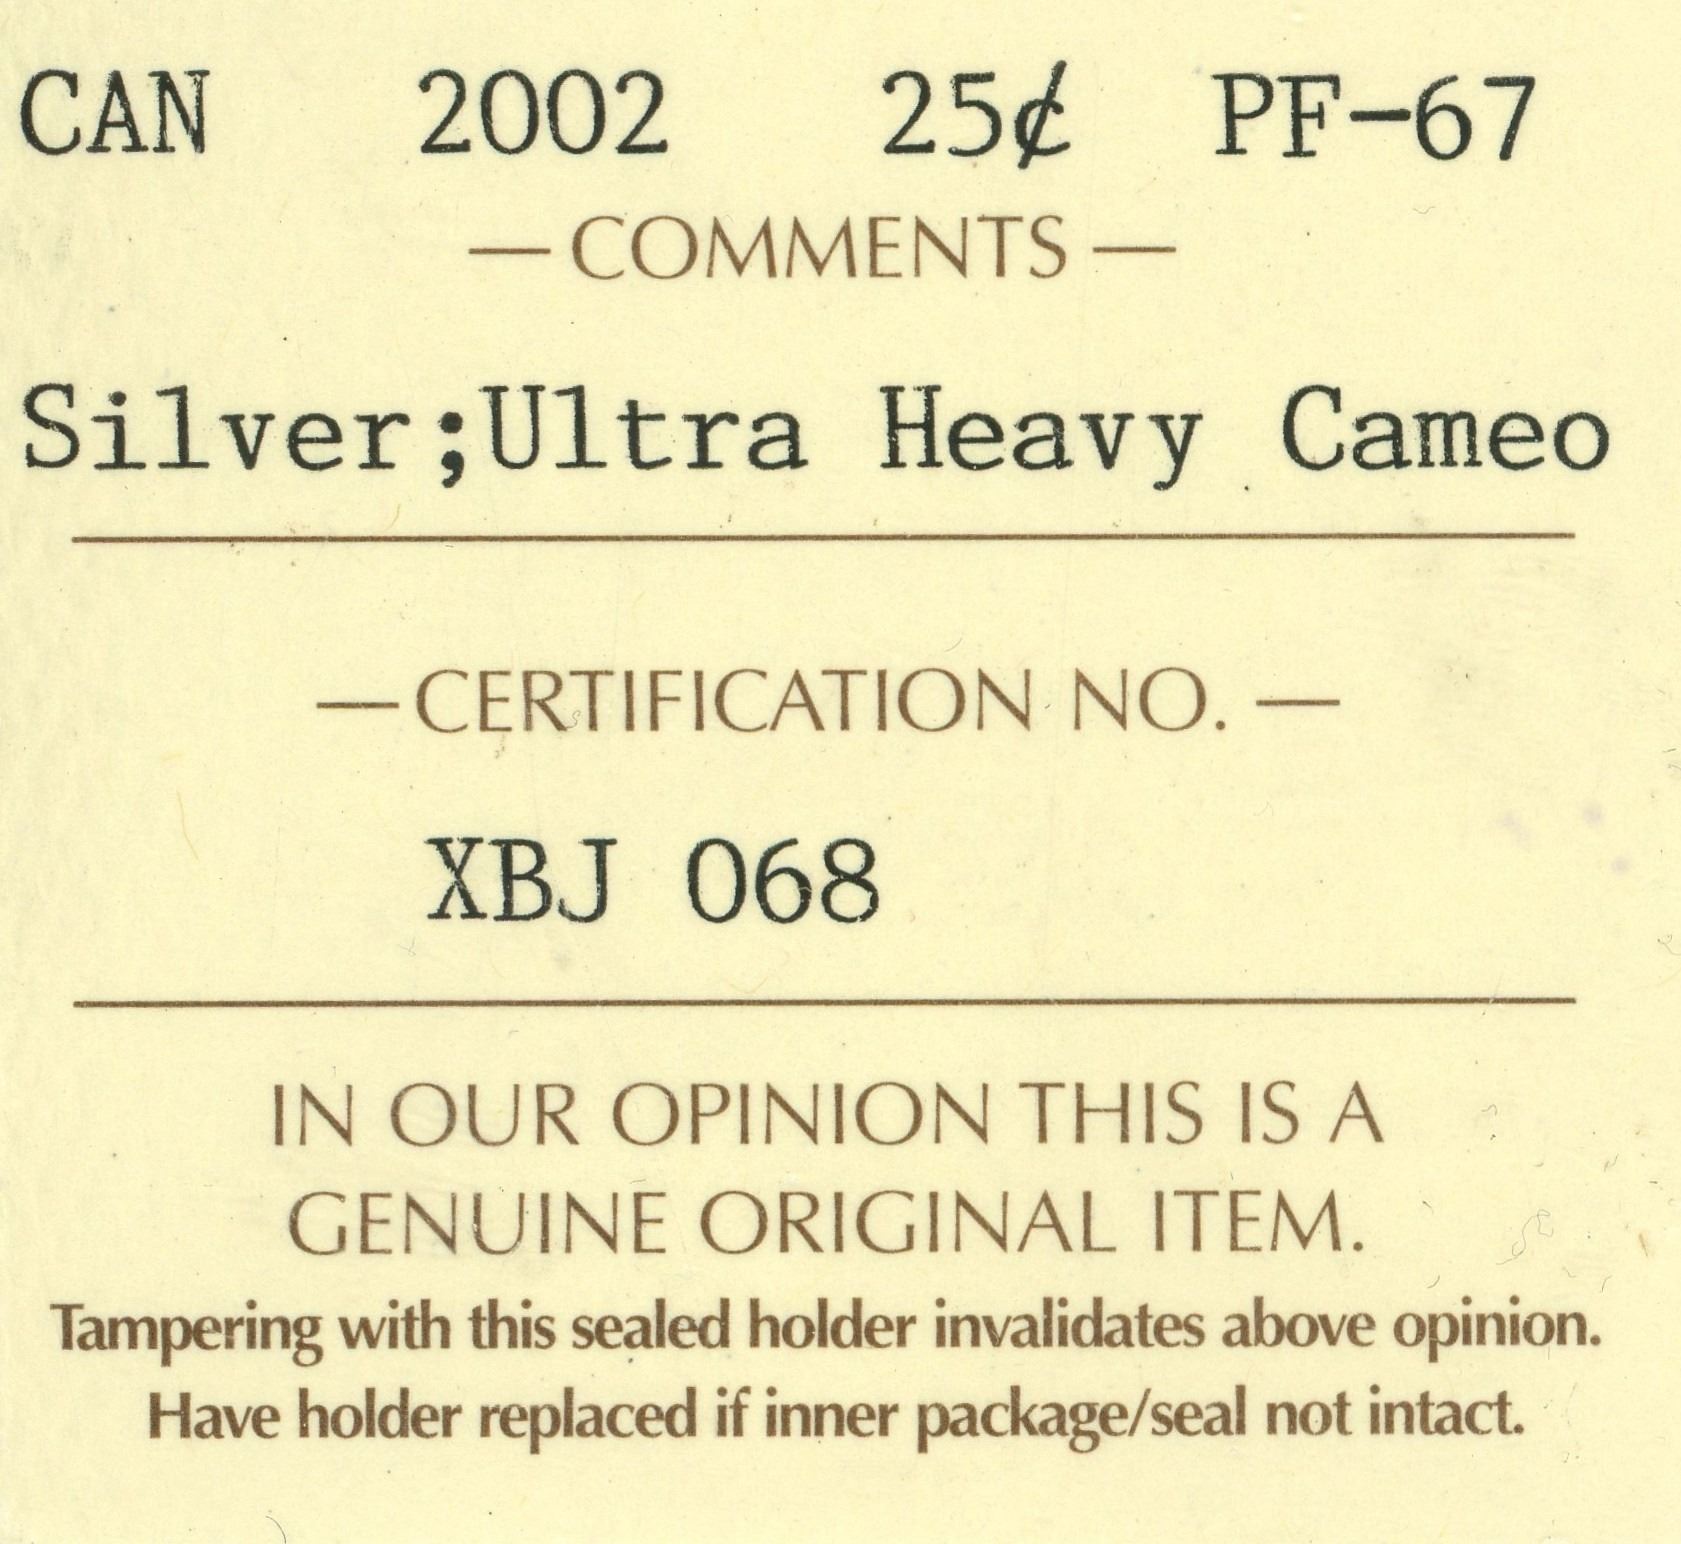 CAN 2002 25¢ PF-67
— COMMENTS —
Silver;Ultra Heavy Cameo
— CERTIFICATION NO. —
XBJ 068
IN OUR OPINION THIS IS A
GENUINE ORIGINAL ITEM.
Tampering with this sealed holder invalidates above opinion.
Have holder replaced if inner package/seal not intact.